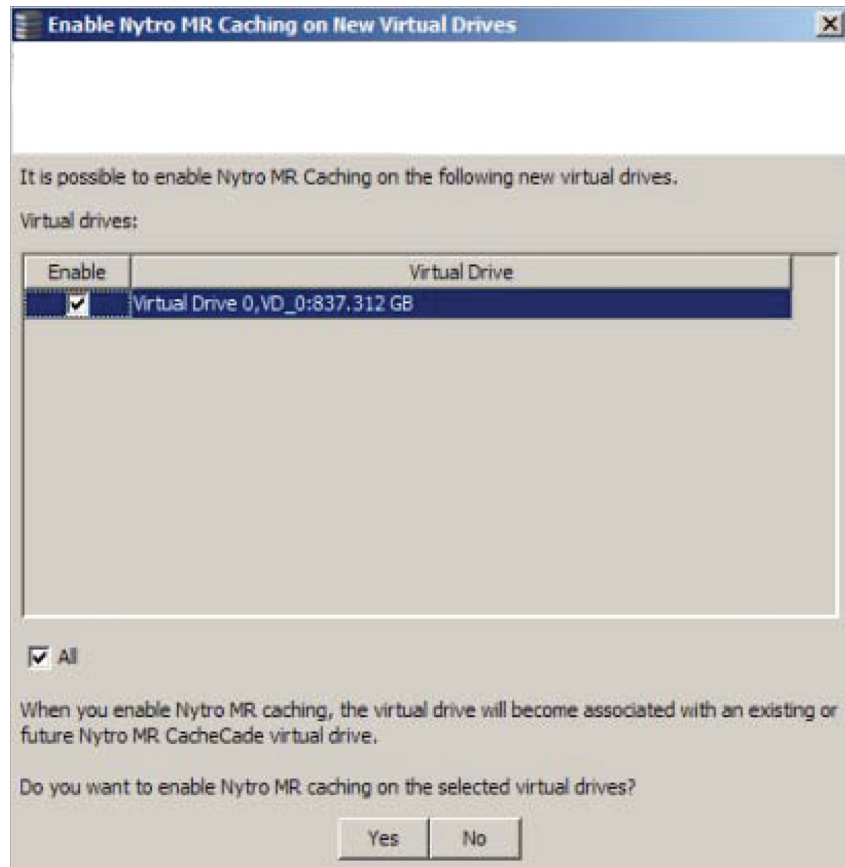 Enable Nytro MR Caching on New Virtual Drives
It is possible to enable Nytro MR Caching on the following new virtual drives.
Virtual drives:
Enable Virtual Drive
Virtual Drive 0,VD_0:837.312 GB
All
When you enable Nytro MR caching, the virtual drive will become associated with an existing or
future Nytro MR CacheCade virtual drive.
Do you want to enable Nytro MR caching on the selected virtual drives?
Yes No